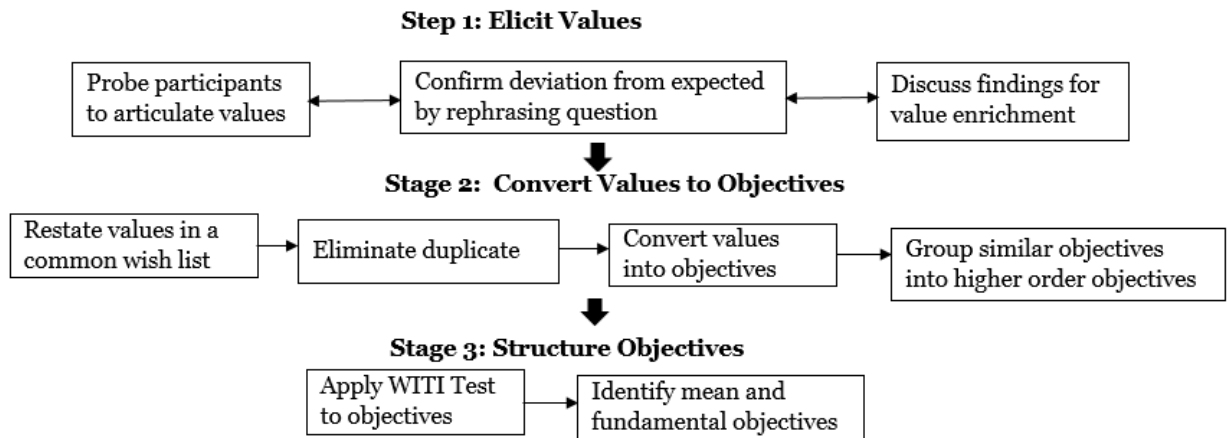 Step 1: Elicit Values
Probe participants
to articulate values
Confirm deviation from expected
by rephrasing question
Discuss findings for
value enrichment
Stage 2:  Convert Values to Objectives
Restate values in a
common wish list
Eliminate duplicate
Convert values
into objectives
Group similar objectives
into higher order objectives
Stage 3: Structure Objectives
Apply WITI Test
to objectives
Identify mean and
fundamental objectives